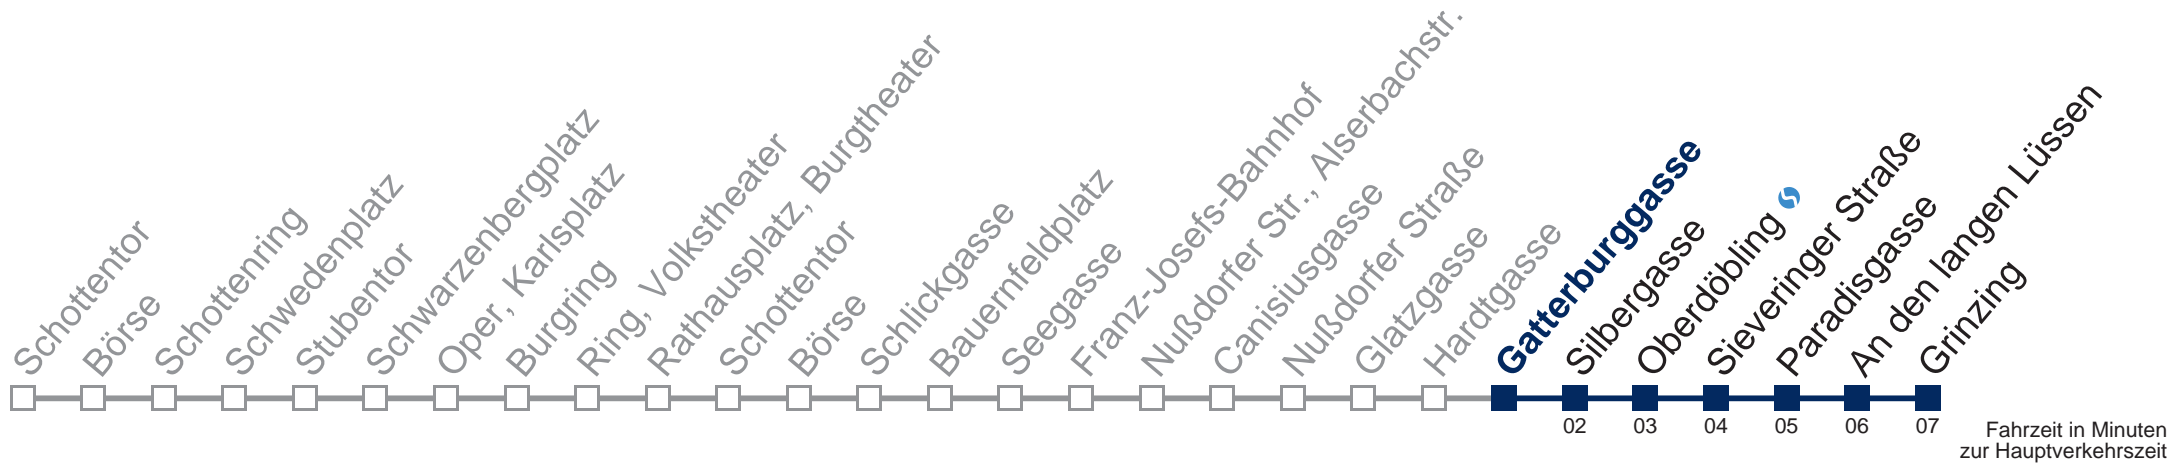 Schottentor
Börse
Schottenring
Schwedenplatz
Stubentor
Schwarzenbergplatz
Oper, Karlsplatz
Burgring
Ring, Volkstheater
Rathausplatz, Burgtheater
Schottentor
Börse
Schlickgasse
Bauernfeldplatz
Seegasse
Franz-Josefs-Bahnhof
Nußdorfer Str., Alserbachstr.
Canisiusgasse
Nußdorfer Straße
Glatzgasse
Hardtgasse
Gatterburggasse
Silbergasse
Oberdöbling
Sieveringer Straße
Paradisgasse
An den langen Lüssen
Grinzing
02 03 04 05 06 07
Fahrzeit in Minuten
zur Hauptverkehrszeit